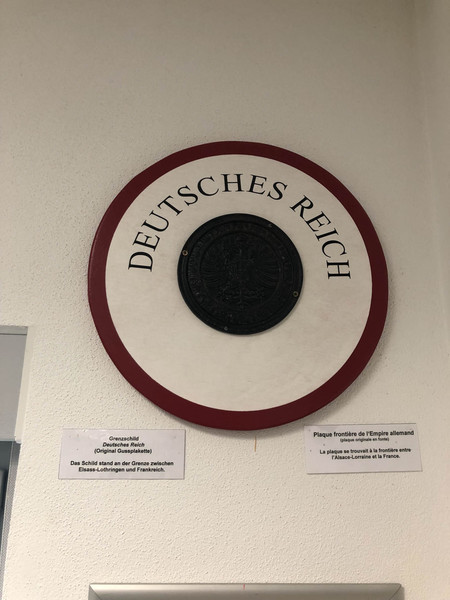 DEUTSCHES REICH
Grenzschild
Deutsches Reich
(Original Gussplakette)
Das Schild stand an der Grenze zwischen
Elsass-Lothringen und Frankreich.
Plaque frontière de l'Empire allemand
(plaque originale en fonte)
La plaque se trouvait à la frontière entre
l'Alsace-Lorraine et la France.